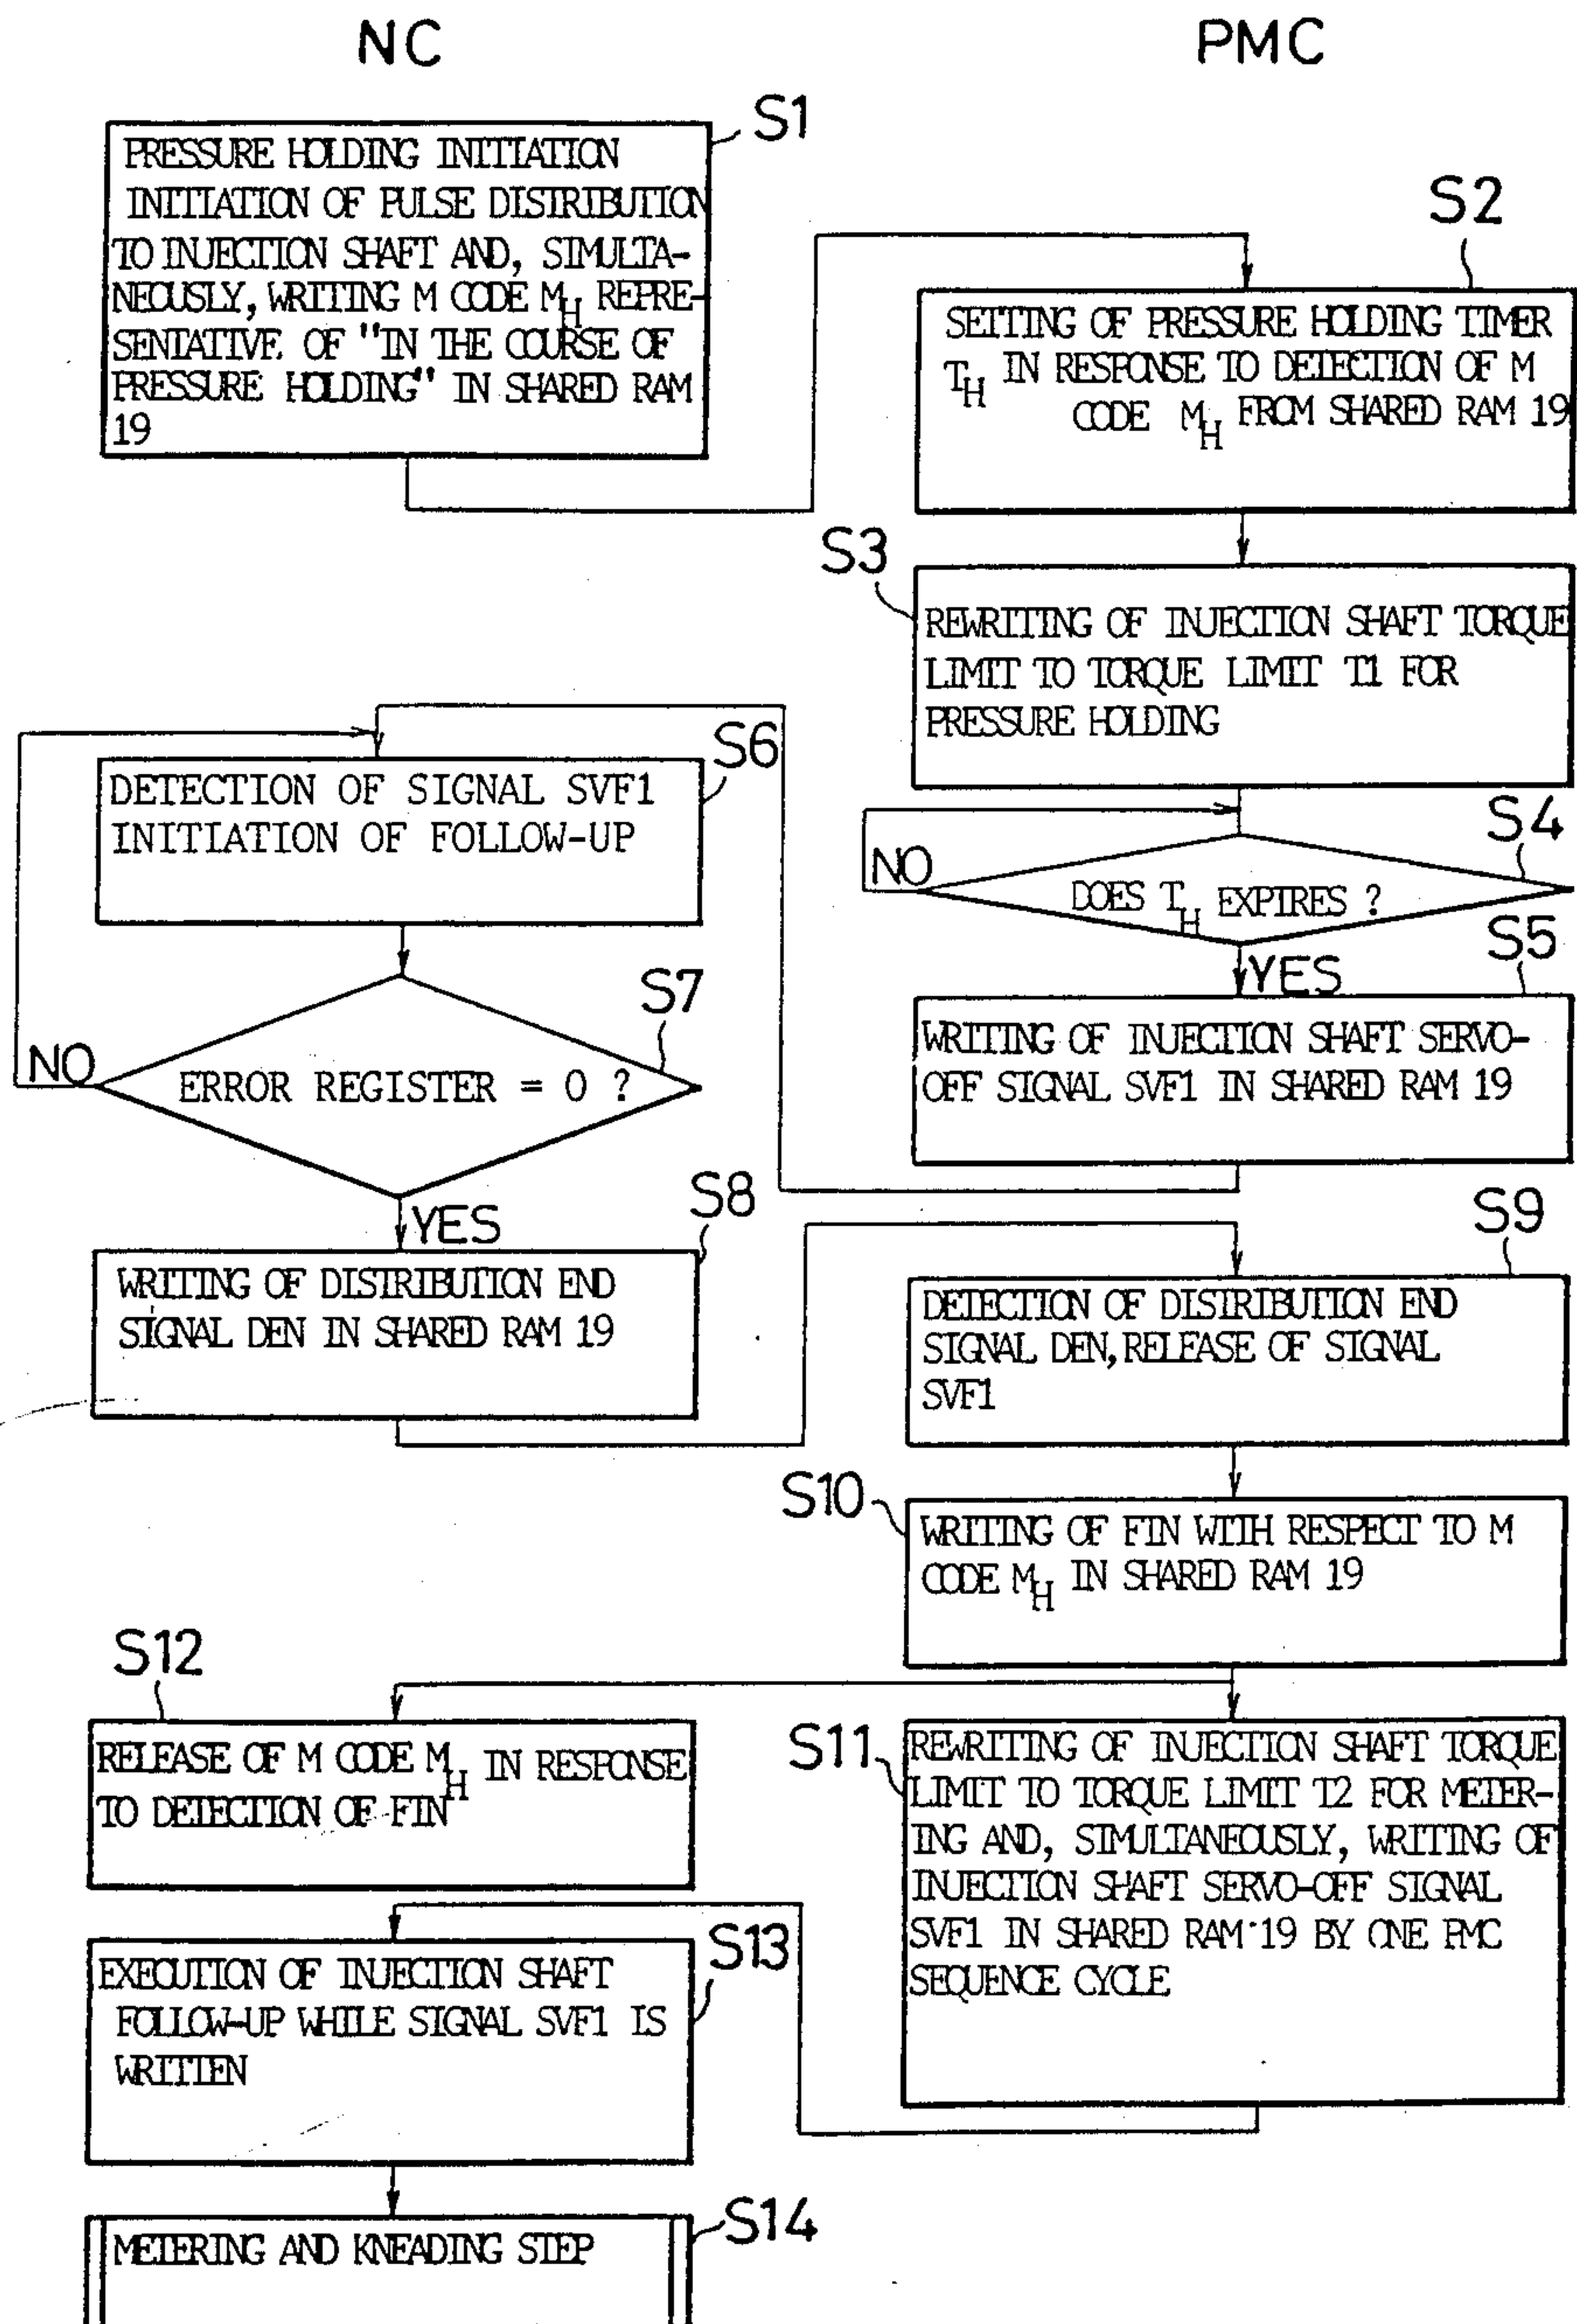 NC
PMC
S1
PRESSURE HOLDING INITIATION
INITIATION OF PULSE DISTRIBUTION
TO INJECTION SHAFT AND, SIMULTA-
NEOUSLY, WRITING M CODE MH REPRE-
SENTATIVE OF "IN THE COURSE OF
PRESSURE HOLDING" IN SHARED RAM
19
S2
SETTING OF PRESSURE HOLDING TIMER
TH IN RESPONSE TO DETECTION OF M
CODE MH FROM SHARED RAM 19
S3
REWRITING OF INJECTION SHAFT TORQUE
LIMIT TO TORQUE LIMIT T1 FOR
PRESSURE HOLDING
S4
NO
DOES TH EXPIRES ?
YES
S5
WRITING OF INJECTION SHAFT SERVO-
OFF SIGNAL SVF1 IN SHARED RAM 19
S6
DETECTION OF SIGNAL SVF1
INITIATION OF FOLLOW-UP
S7
NO
ERROR REGISTER = 0 ?
YES
S8
WRITING OF DISTRIBUTION END
SIGNAL DEN IN SHARED RAM 19
S9
DETECTION OF DISTRIBUTION END
SIGNAL DEN, RELEASE OF SIGNAL
SVF1
S10
WRITING OF FIN WITH RESPECT TO M
CODE MH IN SHARED RAM 19
S12
RELEASE OF M CODE MH IN RESPONSE
TO DETECTION OF FIN
S11
REWRITING OF INJECTION SHAFT TORQUE
LIMIT TO TORQUE LIMIT T2 FOR METER-
ING AND, SIMULTANEOUSLY, WRITING OF
INJECTION SHAFT SERVO-OFF SIGNAL
SVF1 IN SHARED RAM 19 BY ONE PMC
SEQUENCE CYCLE
S13
EXECUTION OF INJECTION SHAFT
FOLLOW-UP WHILE SIGNAL SVF1 IS
WRITTEN
S14
METERING AND KNEADING STEP